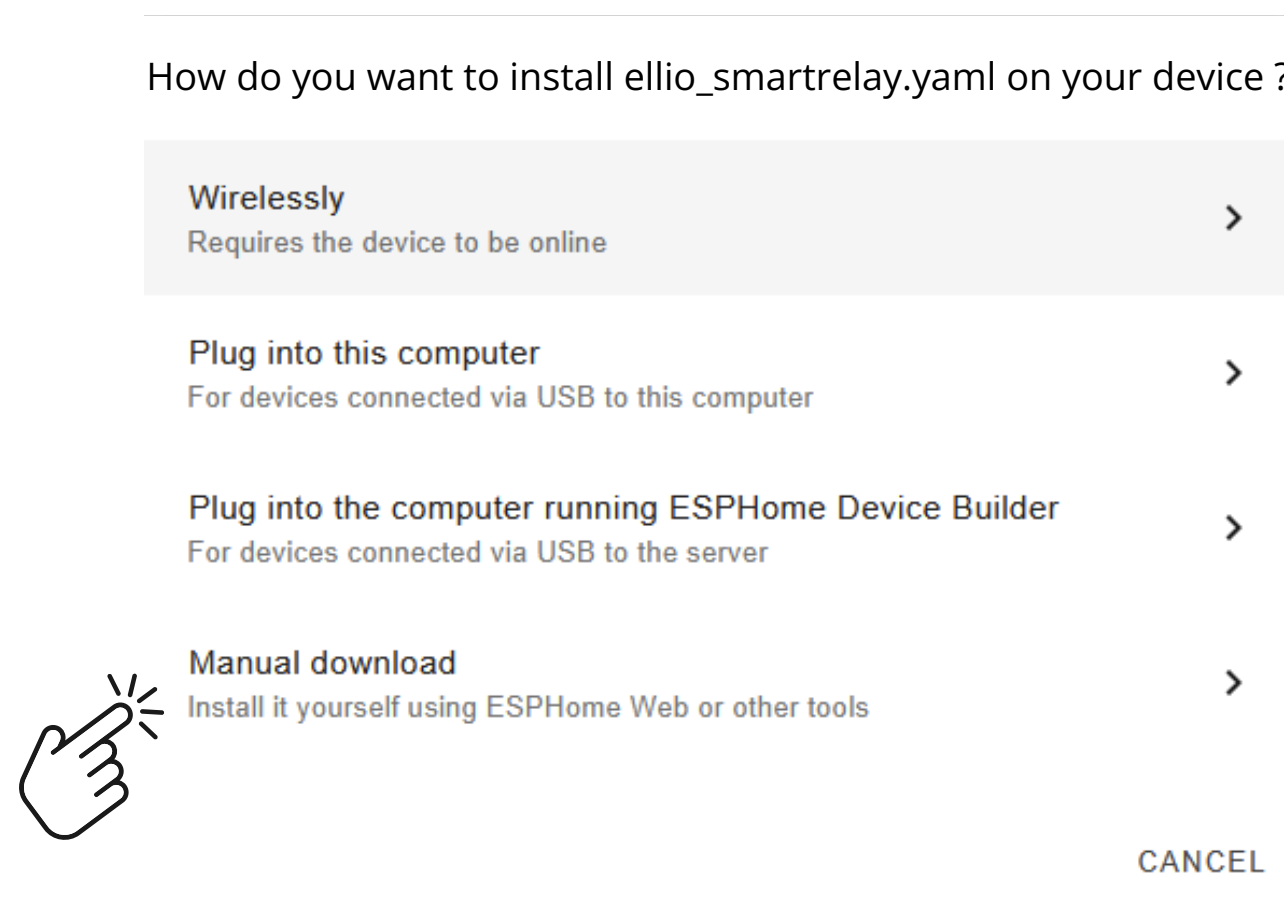 How do you want to install ellio_smartrelay.yaml on your device ?
Wirelessly
Requires the device to be online
Plug into this computer
For devices connected via USB to this computer
Plug into the computer running ESPHome Device Builder
For devices connected via USB to the server
Manual download
Install it yourself using ESPHome Web or other tools
CANCEL